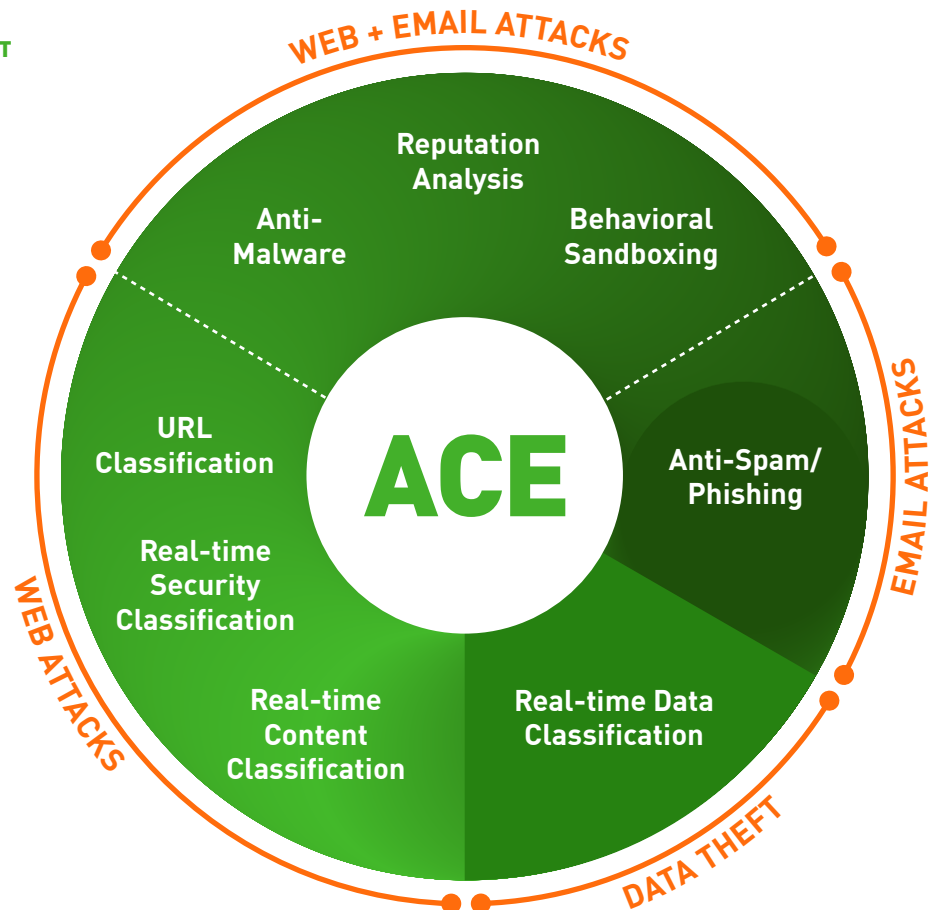 T
WEB + EMAIL ATTACKS
Reputation
Analysis
Anti-
Malware
Behavioral
Sandboxing
URL
Classification
ACE
Anti-Spam/
Phishing
EMAIL ATTACKS
Real-time
Security
Classification
WEB ATTACKS
Real-time
Content
Classification
Real-time Data
Classification
DATA THEFT